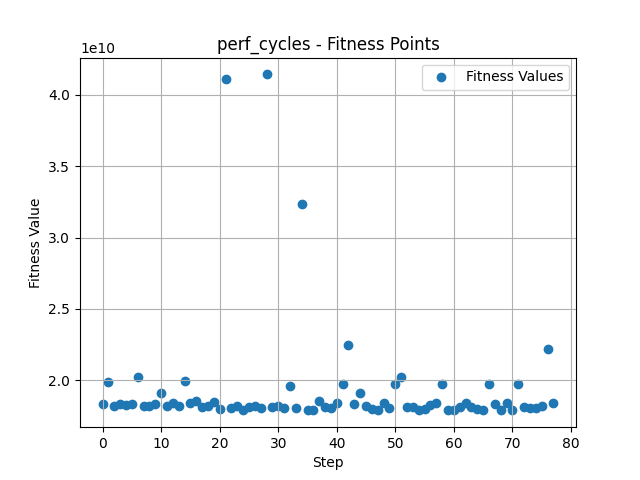 perf_cycles - Fitness Points
1e10
Fitness Values
4.0
3.5
3.0
2.5
2.0
Fitness Value
0 10 20 30 40 50 60 70 80
Step